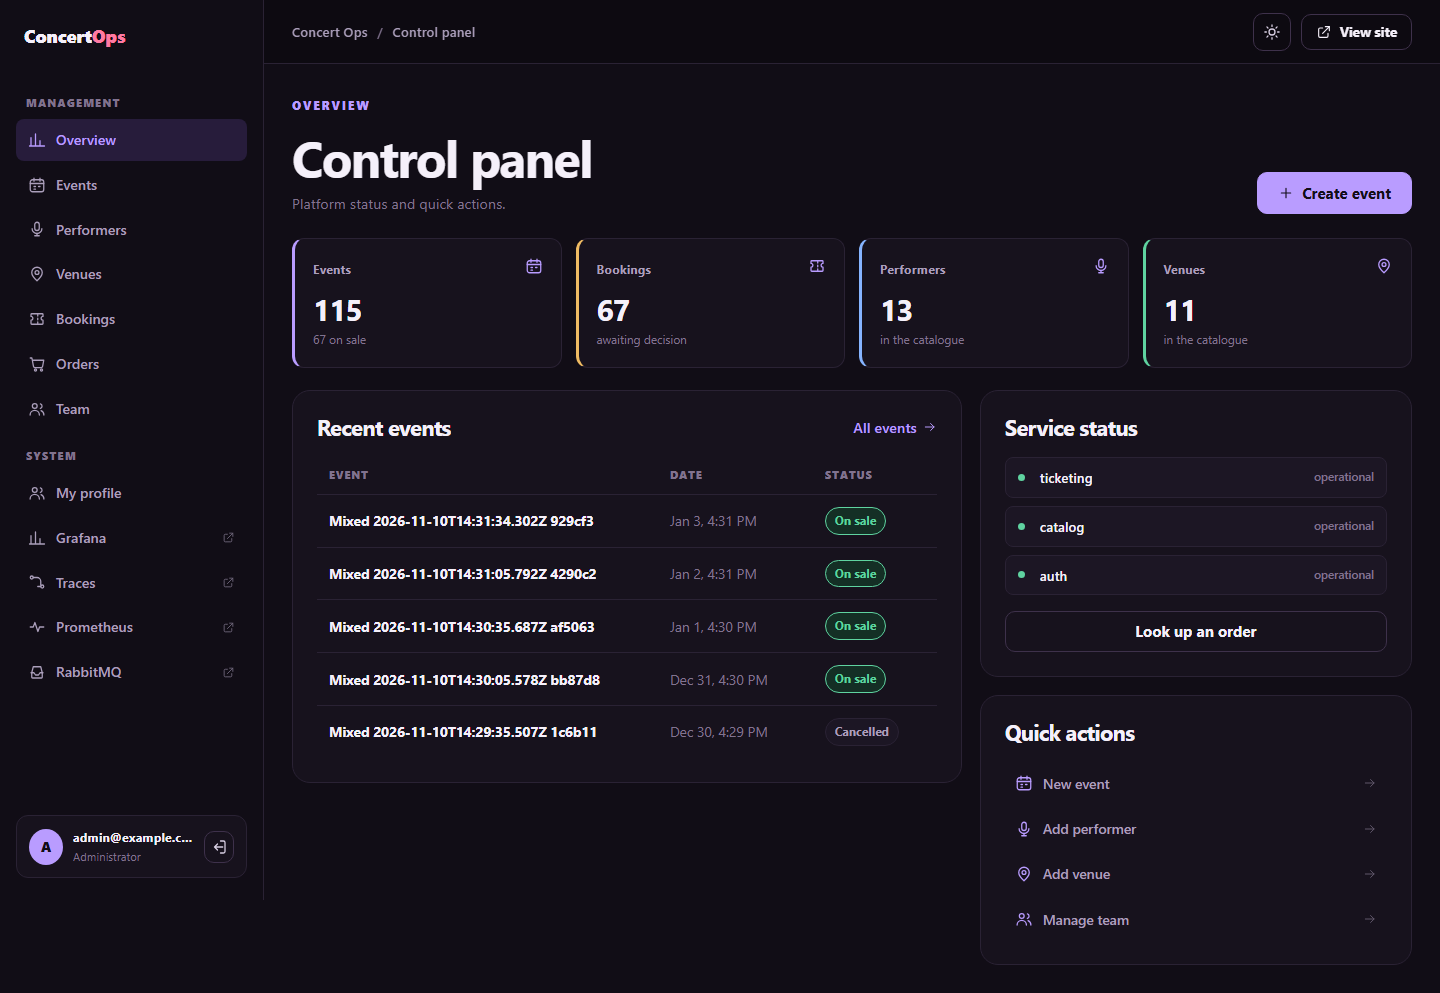 ConcertOps
MANAGEMENT
Overview
Events
Performers
Venues
Bookings
Orders
Team
SYSTEM
My profile
Grafana
Traces
Prometheus
RabbitMQ
A
admin@example.c...
Administrator
Concert Ops / Control panel
View site
OVERVIEW
Control panel
Platform status and quick actions.
+ Create event
Events
115
67 on sale
Bookings
67
awaiting decision
Performers
13
in the catalogue
Venues
11
in the catalogue
Recent events
All events →
EVENT DATE STATUS
Mixed 2026-11-10T14:31:34.302Z 929cf3 Jan 3, 4:31 PM On sale
Mixed 2026-11-10T14:31:05.792Z 4290c2 Jan 2, 4:31 PM On sale
Mixed 2026-11-10T14:30:35.687Z af5063 Jan 1, 4:30 PM On sale
Mixed 2026-11-10T14:30:05.578Z bb87d8 Dec 31, 4:30 PM On sale
Mixed 2026-11-10T14:29:35.507Z 1c6b11 Dec 30, 4:29 PM Cancelled
Service status
ticketing operational
catalog operational
auth operational
Look up an order
Quick actions
New event →
Add performer →
Add venue →
Manage team →